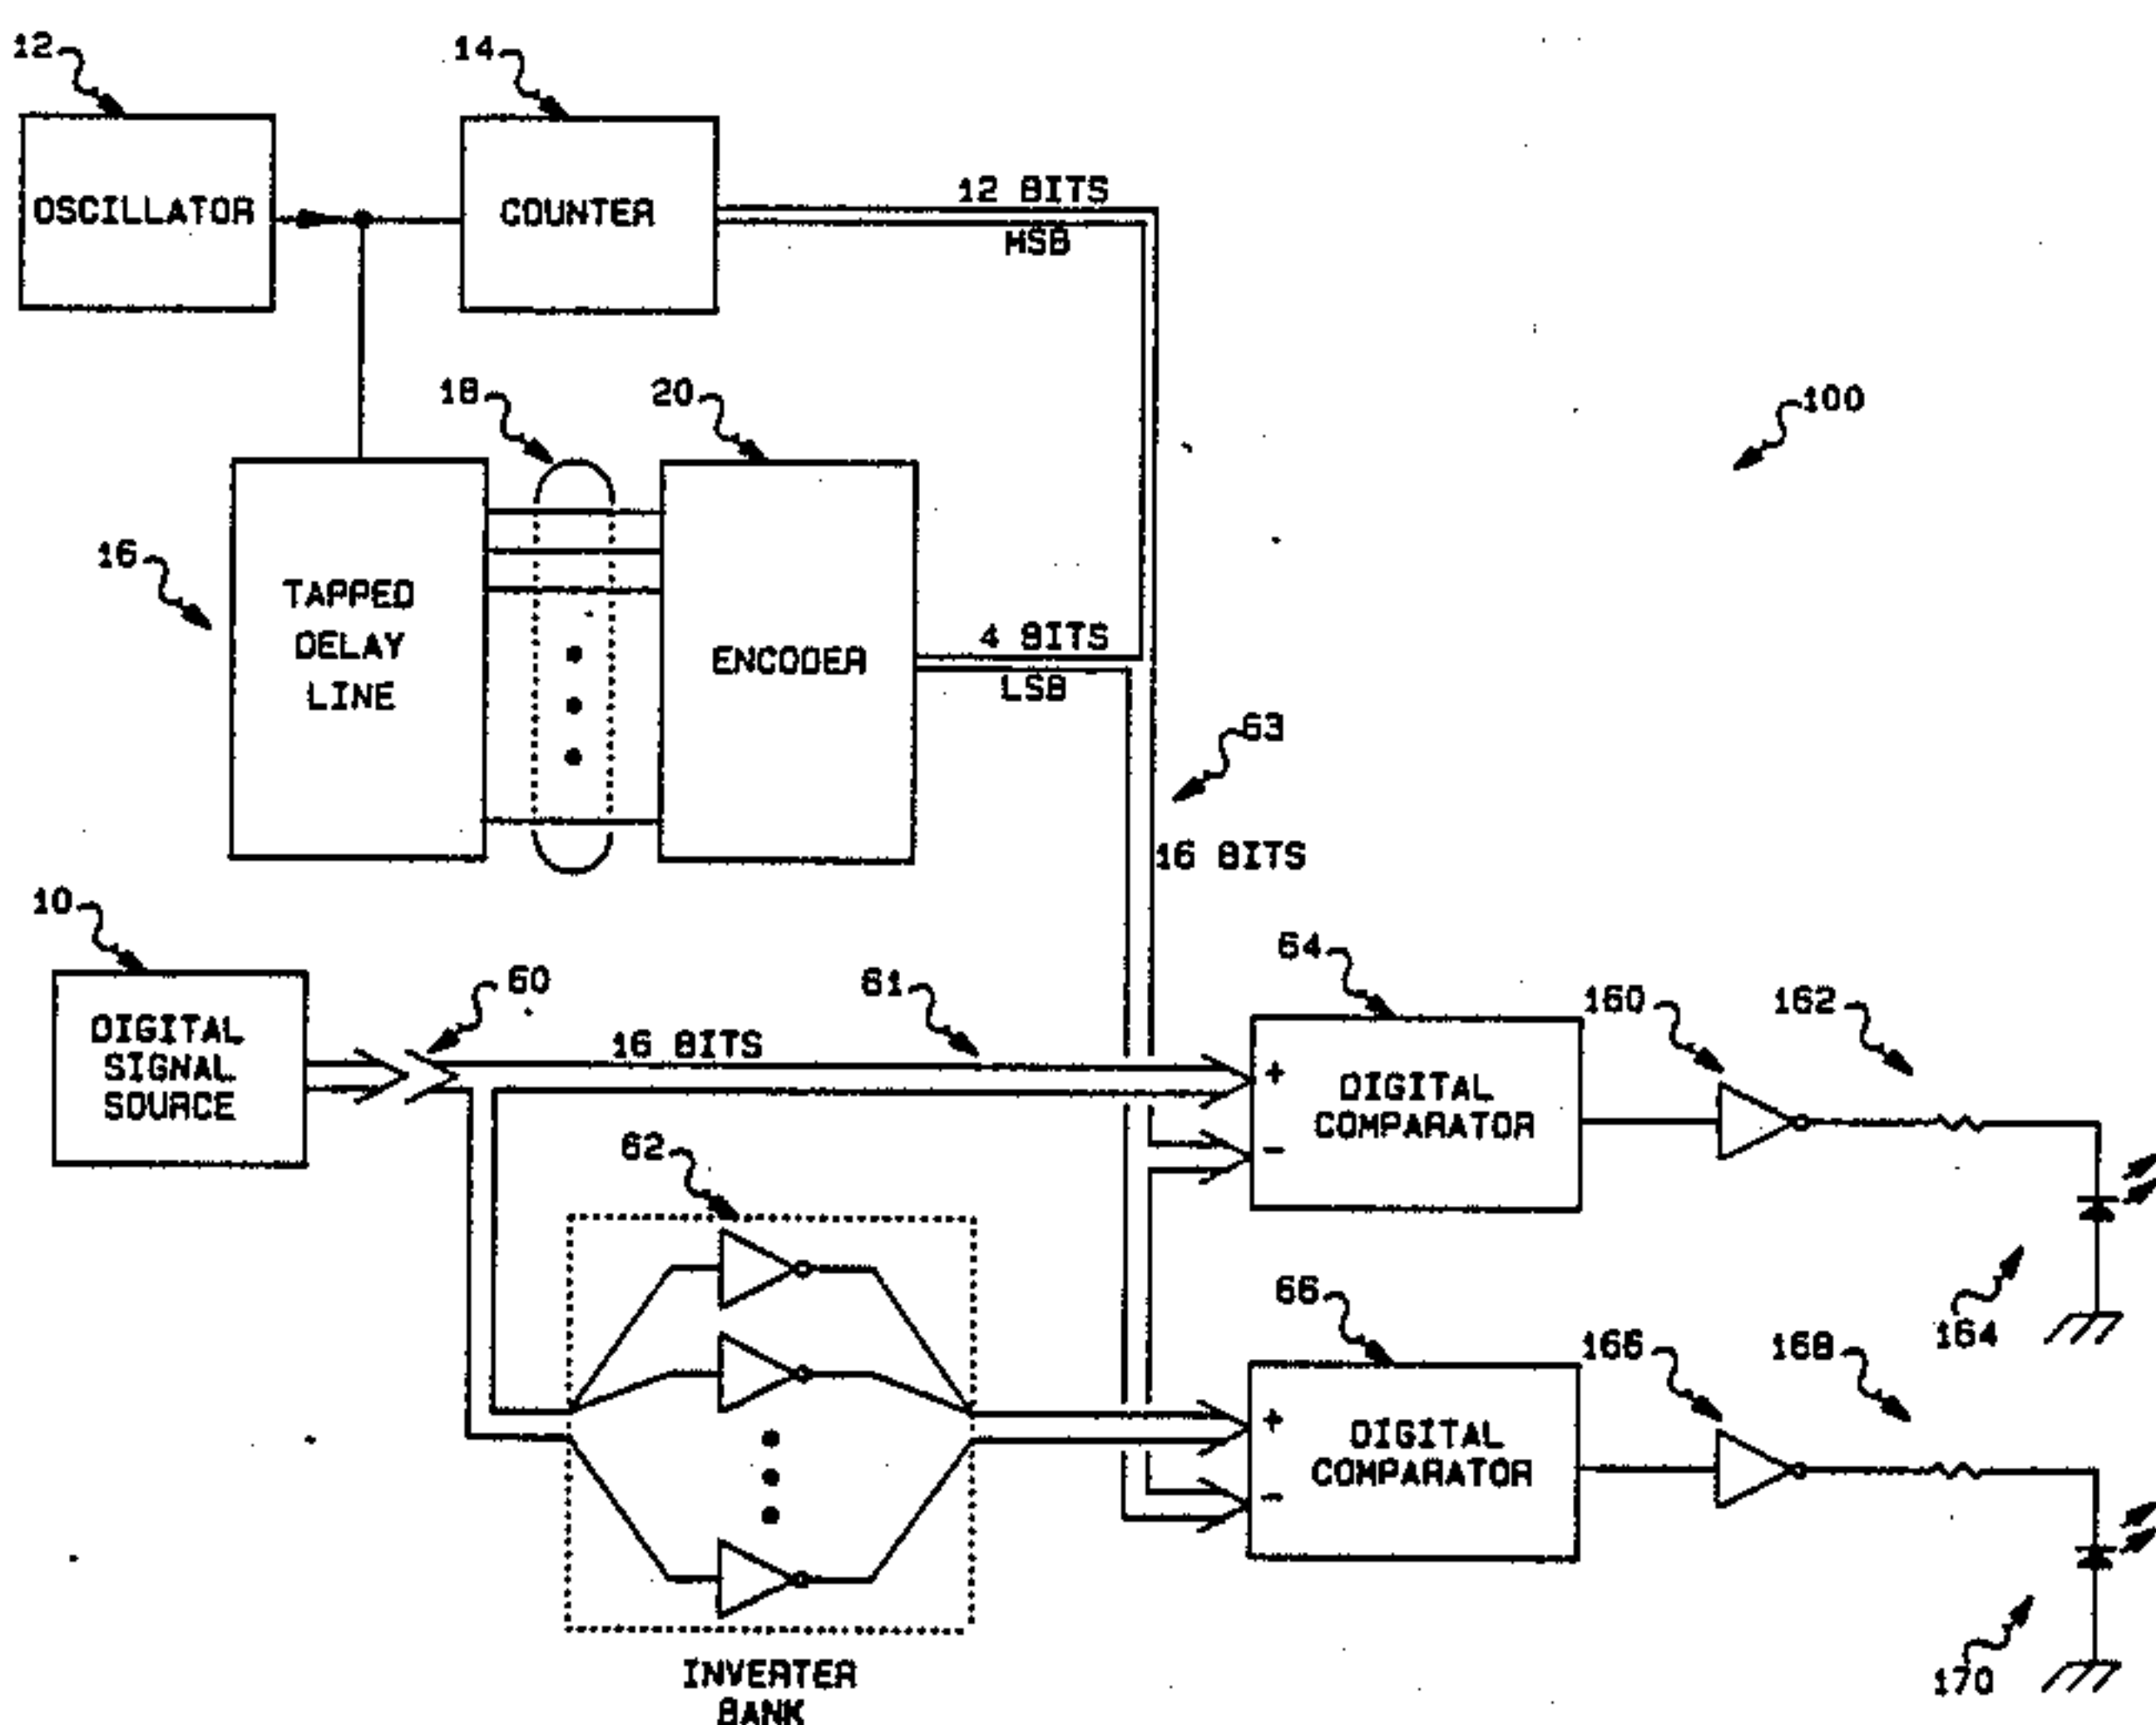 12
14
OSCILLATOR
COUNTER
12 BITS
MSB
18
20
100
16
TAPPED
DELAY
LINE
ENCODER
4 BITS
LSB
63
16 BITS
10
60
61
64
160
162
DIGITAL
SIGNAL
SOURCE
16 BITS
+
-
DIGITAL
COMPARATOR
62
66
166
168
164
+
-
DIGITAL
COMPARATOR
170
INVERTER
BANK